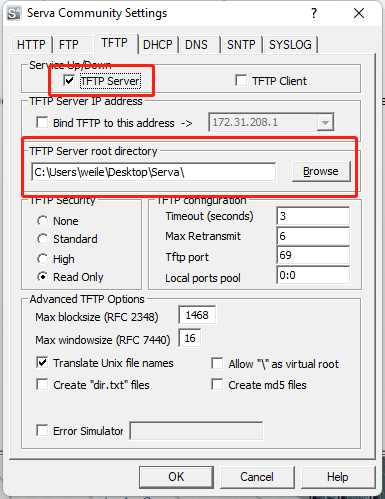 Serva Community Settings
HTTP FTP TFTP DHCP DNS SNTP SYSLOG
Service Up/Down
TFTP Server TFTP Client
TFTP Server IP address
Bind TFTP to this address -> 172.31.208.1
TFTP Server root directory
C:\Users\weile\Desktop\Serva\ Browse
TFTP Security
None
Standard
High
Read Only
TFTP configuration
Timeout (seconds) 3
Max Retransmit 6
Tftp port 69
Local ports pool 0:0
Advanced TFTP Options
Max blocksize (RFC 2348) 1468
Max windowsize (RFC 7440) 16
Translate Unix file names Allow "\" as virtual root
Create "dir.txt" files Create md5 files
Error Simulator
OK Cancel Help